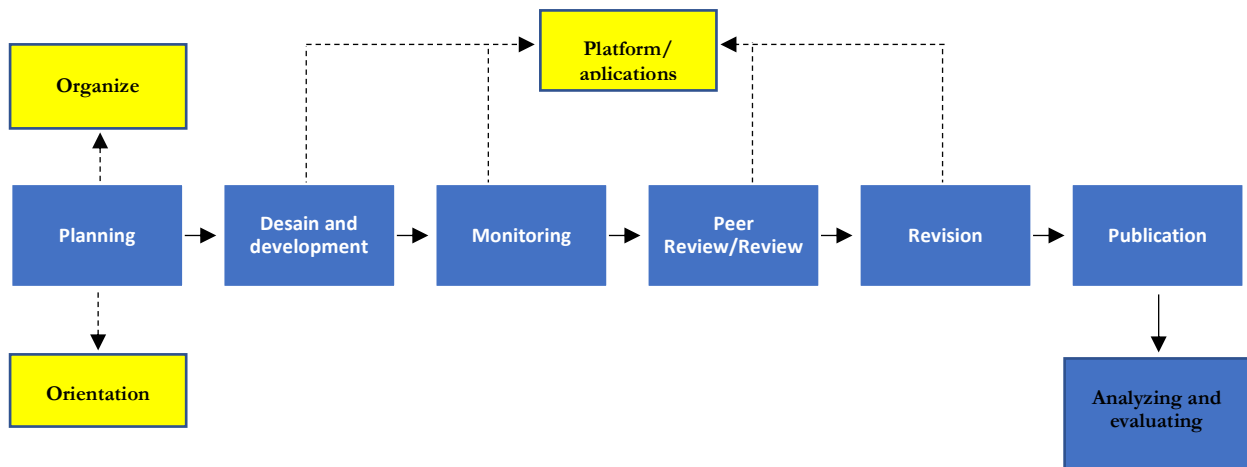 Organize
Platform/
aplications
Planning
Desain and
development
Monitoring
Peer
Review/Review
Revision
Publication
Orientation
Analyzing and
evaluating